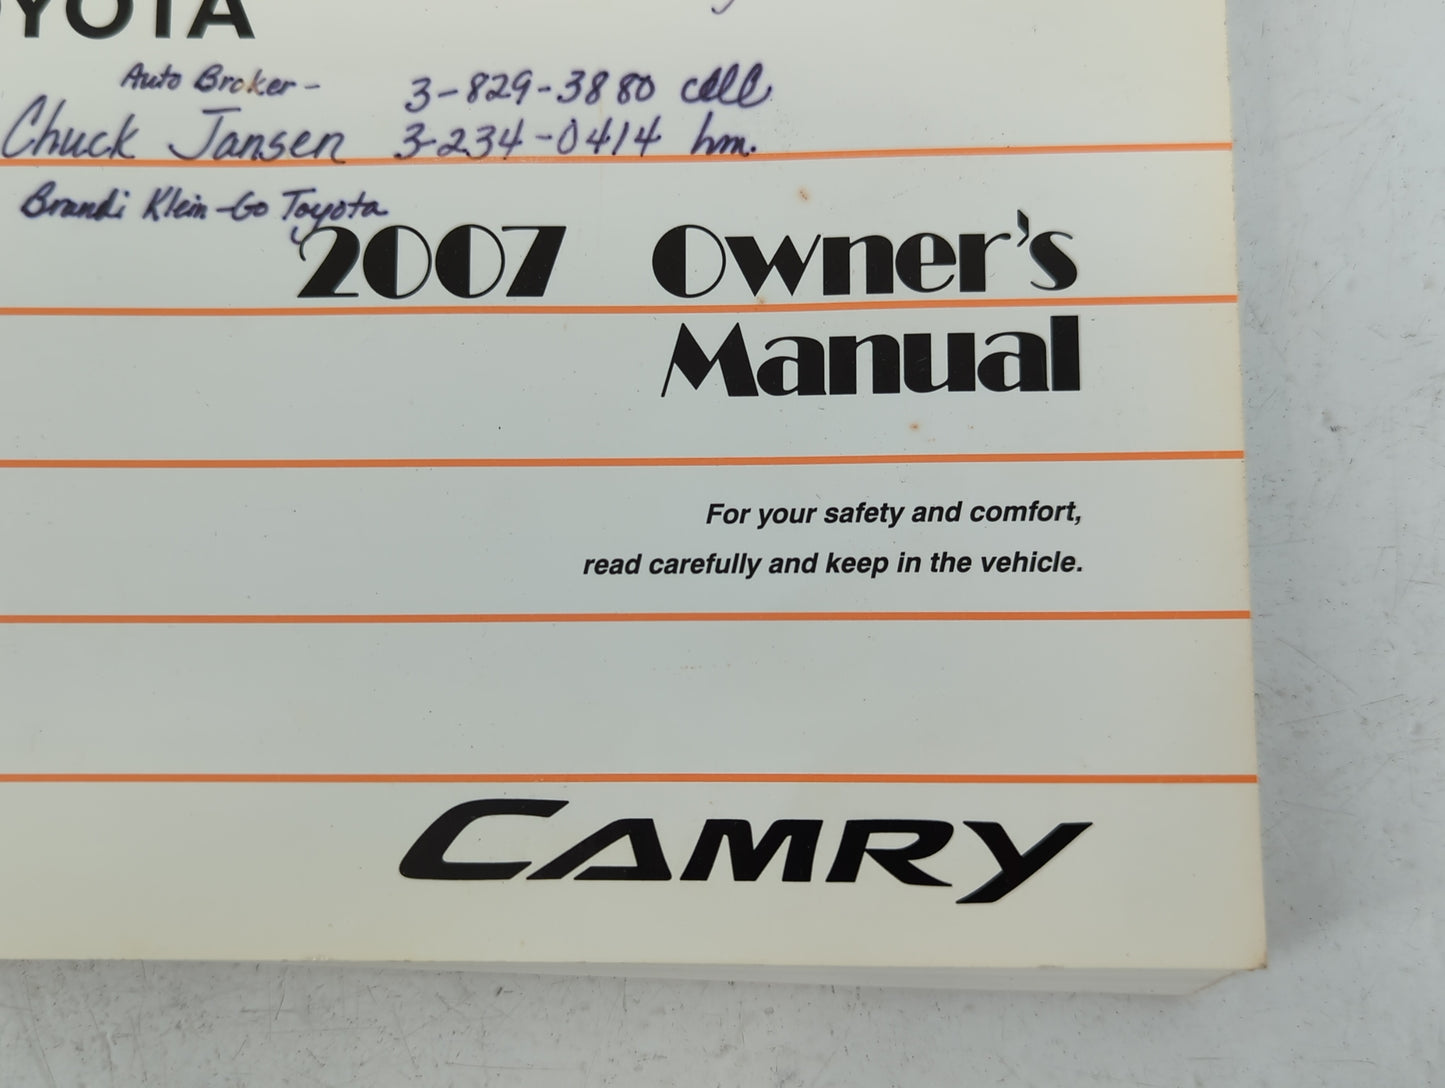 YOTA
Auto Broker - 3-829-3880 cell
Chuck Jansen 3-234-0414 hm.
Brandi Klein - Go Toyota
2007 Owner's
Manual
For your safety and comfort,
read carefully and keep in the vehicle.
CAMRY